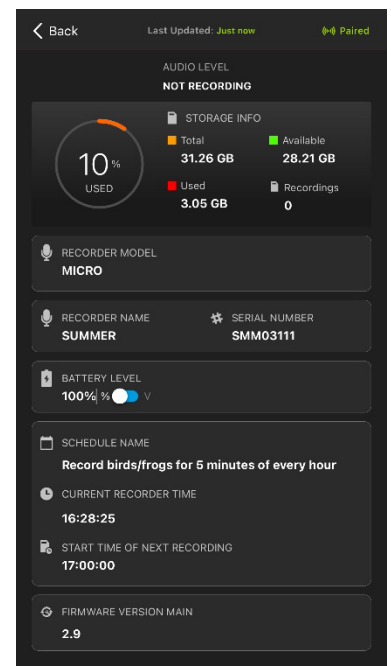 Back Last Updated: Just now Paired
AUDIO LEVEL
NOT RECORDING
STORAGE INFO
Total Available
31.26 GB 28.21 GB
10%
USED
Used Recordings
3.05 GB 0
RECORDER MODEL
MICRO
RECORDER NAME SERIAL NUMBER
SUMMER SMM03111
BATTERY LEVEL
100% % V
SCHEDULE NAME
Record birds/frogs for 5 minutes of every hour
CURRENT RECORDER TIME
16:28:25
START TIME OF NEXT RECORDING
17:00:00
FIRMWARE VERSION MAIN
2.9